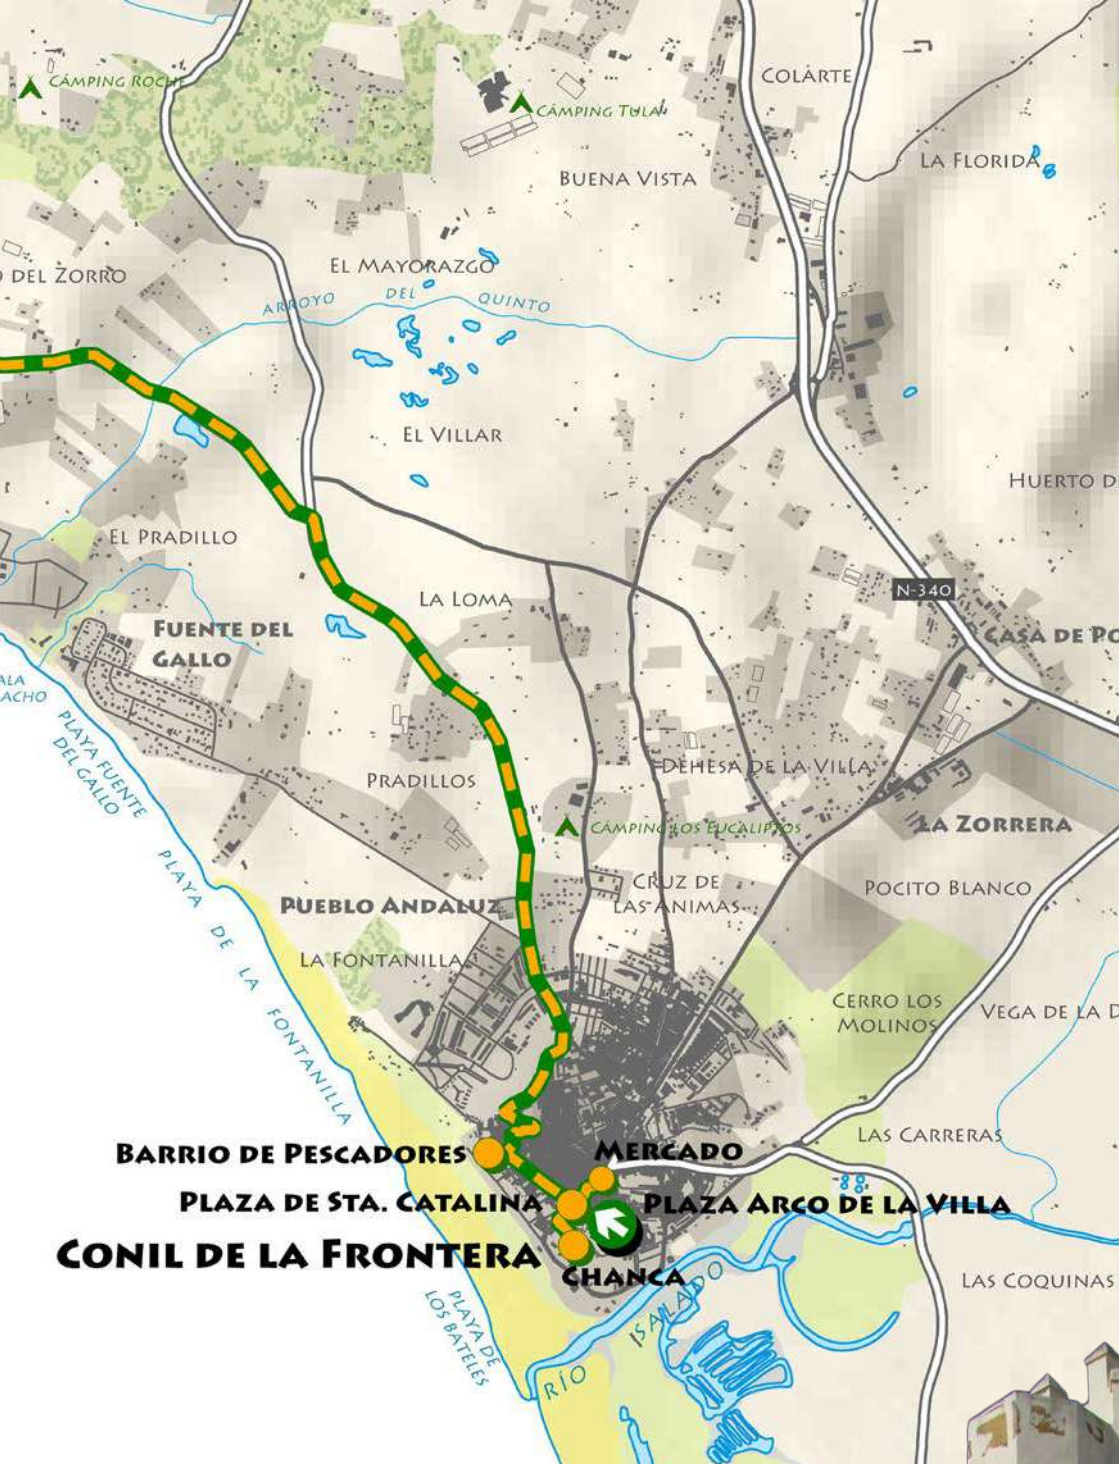 COLÁRTE
CÁMPING ROCHE
CÁMPING TULA
LA FLORIDA
BUENA VISTA
EL MAYORAZGO
DEL ZORRO
ARROYO DEL QUINTO
EL VILLAR
HUERTO D
EL PRADILLO
N-340
LA LOMA
FUENTE DEL
GALLO
CASA DE PO
ALA
ACHO
PLAYA FUENTE
DEL GALLO
DEHESA DE LA VILLA
PRADILLOS
CÁMPING LOS EUCALIPTOS
LA ZORRERA
CRUZ DE
LAS ANIMAS
POCITO BLANCO
PUEBLO ANDALUZ
PLAYA DE LA FONTANILLA
LA FONTANILLA
CERRO LOS
MOLINOS
VEGA DE LA D
LAS CARRERAS
BARRIO DE PESCADORES
MERCADO
PLAZA DE STA. CATALINA
PLAZA ARCO DE LA VILLA
CONIL DE LA FRONTERA
CHANCA
LAS COQUINAS
PLAYA DE
LOS BATELES
RÍO SALADO